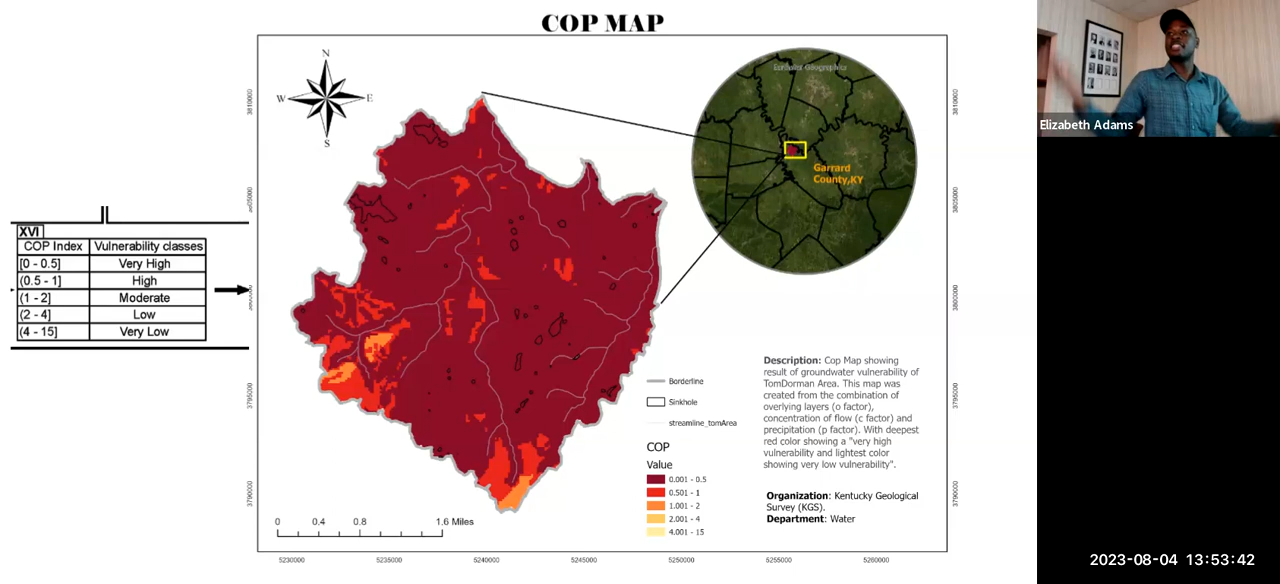 COP MAP
N
W E
S
Garrard
County,KY
XVI
COP Index Vulnerability classes
[0 - 0.5] Very High
(0.5 - 1] High
(1 - 2] Moderate
(2 - 4] Low
(4 - 15] Very Low
3810000
3805000
3795000
3790000
3810000
3805000
3800000
3795000
3790000
Borderline
Sinkhole
streamline_tomArea
COP
Value
0.001 - 0.5
0.501 - 1
1.001 - 2
2.001 - 4
4.001 - 15
Description: Cop Map showing
result of groundwater vulnerability of
TomDorman Area. This map was
created from the combination of
overlying layers (o factor),
concentration of flow (c factor) and
precipitation (p factor). With deepest
red color showing a "very high
vulnerability and lightest color
showing very low vulnerability".
Organization: Kentucky Geological
Survey (KGS).
Department: Water
0 0.4 0.8 1.6 Miles
5230000 5235000 5240000 5245000 5250000 5255000 5260000
Elizabeth Adams
2023-08-04 13:53:42